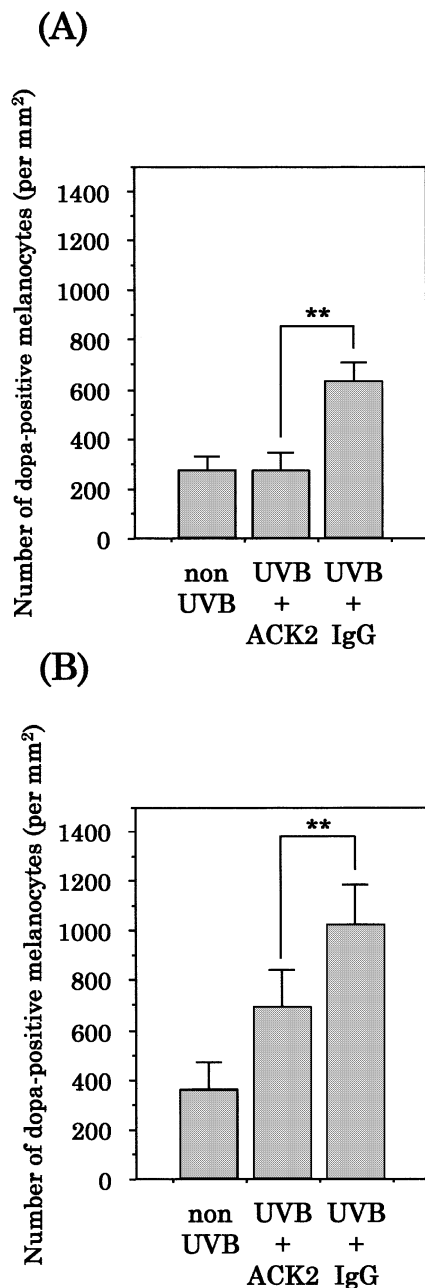 (A)
Number of dopa-positive melanocytes (per mm²)
1400
1200
1000
800
600
400
200
0
**
non UVB UVB
UVB + +
ACK2 IgG
(B)
Number of dopa-positive melanocytes (per mm²)
1400
1200
1000
800
600
400
200
0
**
non UVB UVB
UVB + +
ACK2 IgG